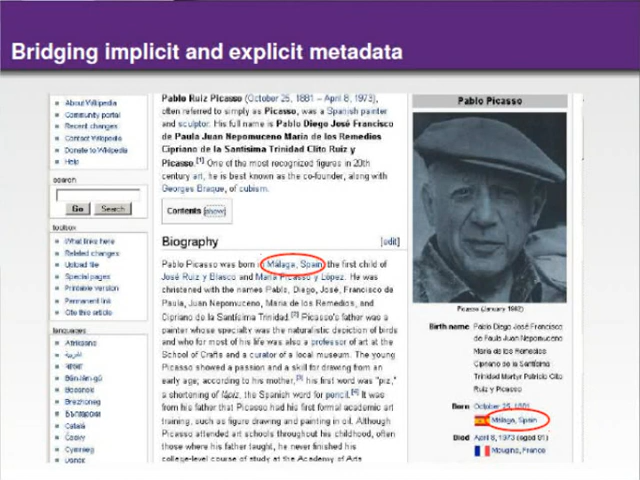 Bridging implicit and explicit metadata
About Wikipedia
Community portal
Recent changes
Contact Wikipedia
Donate to Wikipedia
Help
search
Go Search
toolbox
What links here
Related changes
Upload file
Special pages
Printable version
Permanent link
Cite this article
languages
Afrikaans
العربية
Bân-lâm-gú
Bosanski
Brezhoneg
Български
Català
Česky
Cymraeg
Dansk
Pablo Ruiz Picasso (October 25, 1881 – April 8, 1973),
often referred to simply as Picasso, was a Spanish painter
and sculptor. His full name is Pablo Diego José Francisco
de Paula Juan Nepomuceno Maria de los Remedios
Cipriano de la Santísima Trinidad Clito Ruiz y
Picasso.[1] One of the most recognized figures in 20th
century art, he is best known as the co-founder, along with
Georges Braque, of cubism.
Contents [show]
Biography [edit]
Pablo Picasso was born in Málaga, Spain, the first child of
José Ruiz y Blasco and María Picasso y López. He was
christened with the names Pablo, Diego, José, Francisco de
Paula, Juan Nepomuceno, Maria de los Remedios, and
Cipriano de la Santísima Trinidad.[2] Picasso's father was a
painter whose specialty was the naturalistic depiction of birds
and who for most of his life was also a professor of art at the
School of Crafts and a curator of a local museum. The young
Picasso showed a passion and a skill for drawing from an
early age; according to his mother,[3] his first word was "piz,"
a shortening of lápiz, the Spanish word for pencil.[4] It was
from his father that Picasso had his first formal academic art
training, such as figure drawing and painting in oil. Although
Picasso attended art schools throughout his childhood, often
those where his father taught, he never finished his
college-level course of study at the Academy of Arts
Pablo Picasso
Picasso (January 1962)
Birth name Pablo Diego José Francisco
de Paula Juan Nepomuceno
Maria de los Remedios
Cipriano de la Santísima
Trinidad Martyr Patricio Clito
Ruiz y Picasso
Born October 25, 1881
Málaga, Spain
Died April 8, 1973 (aged 91)
Mougins, France